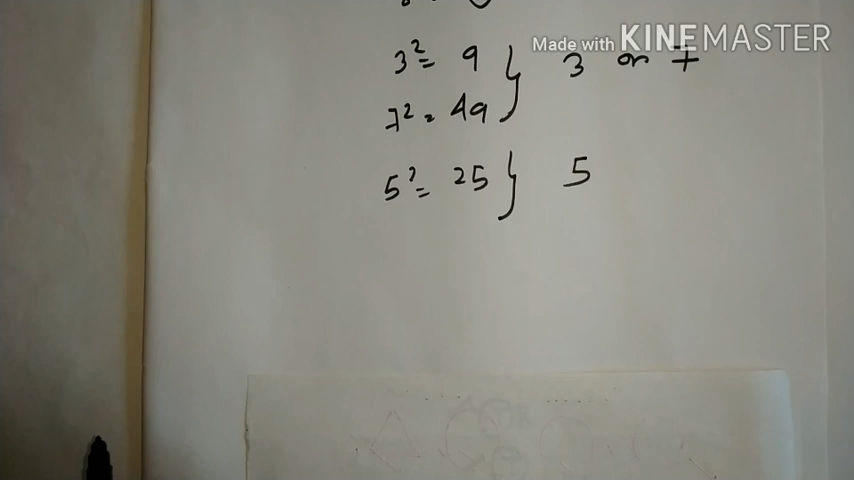 Made with KINEMASTER
3² = 9 } 3 or 7
7² = 49
5² = 25 } 5